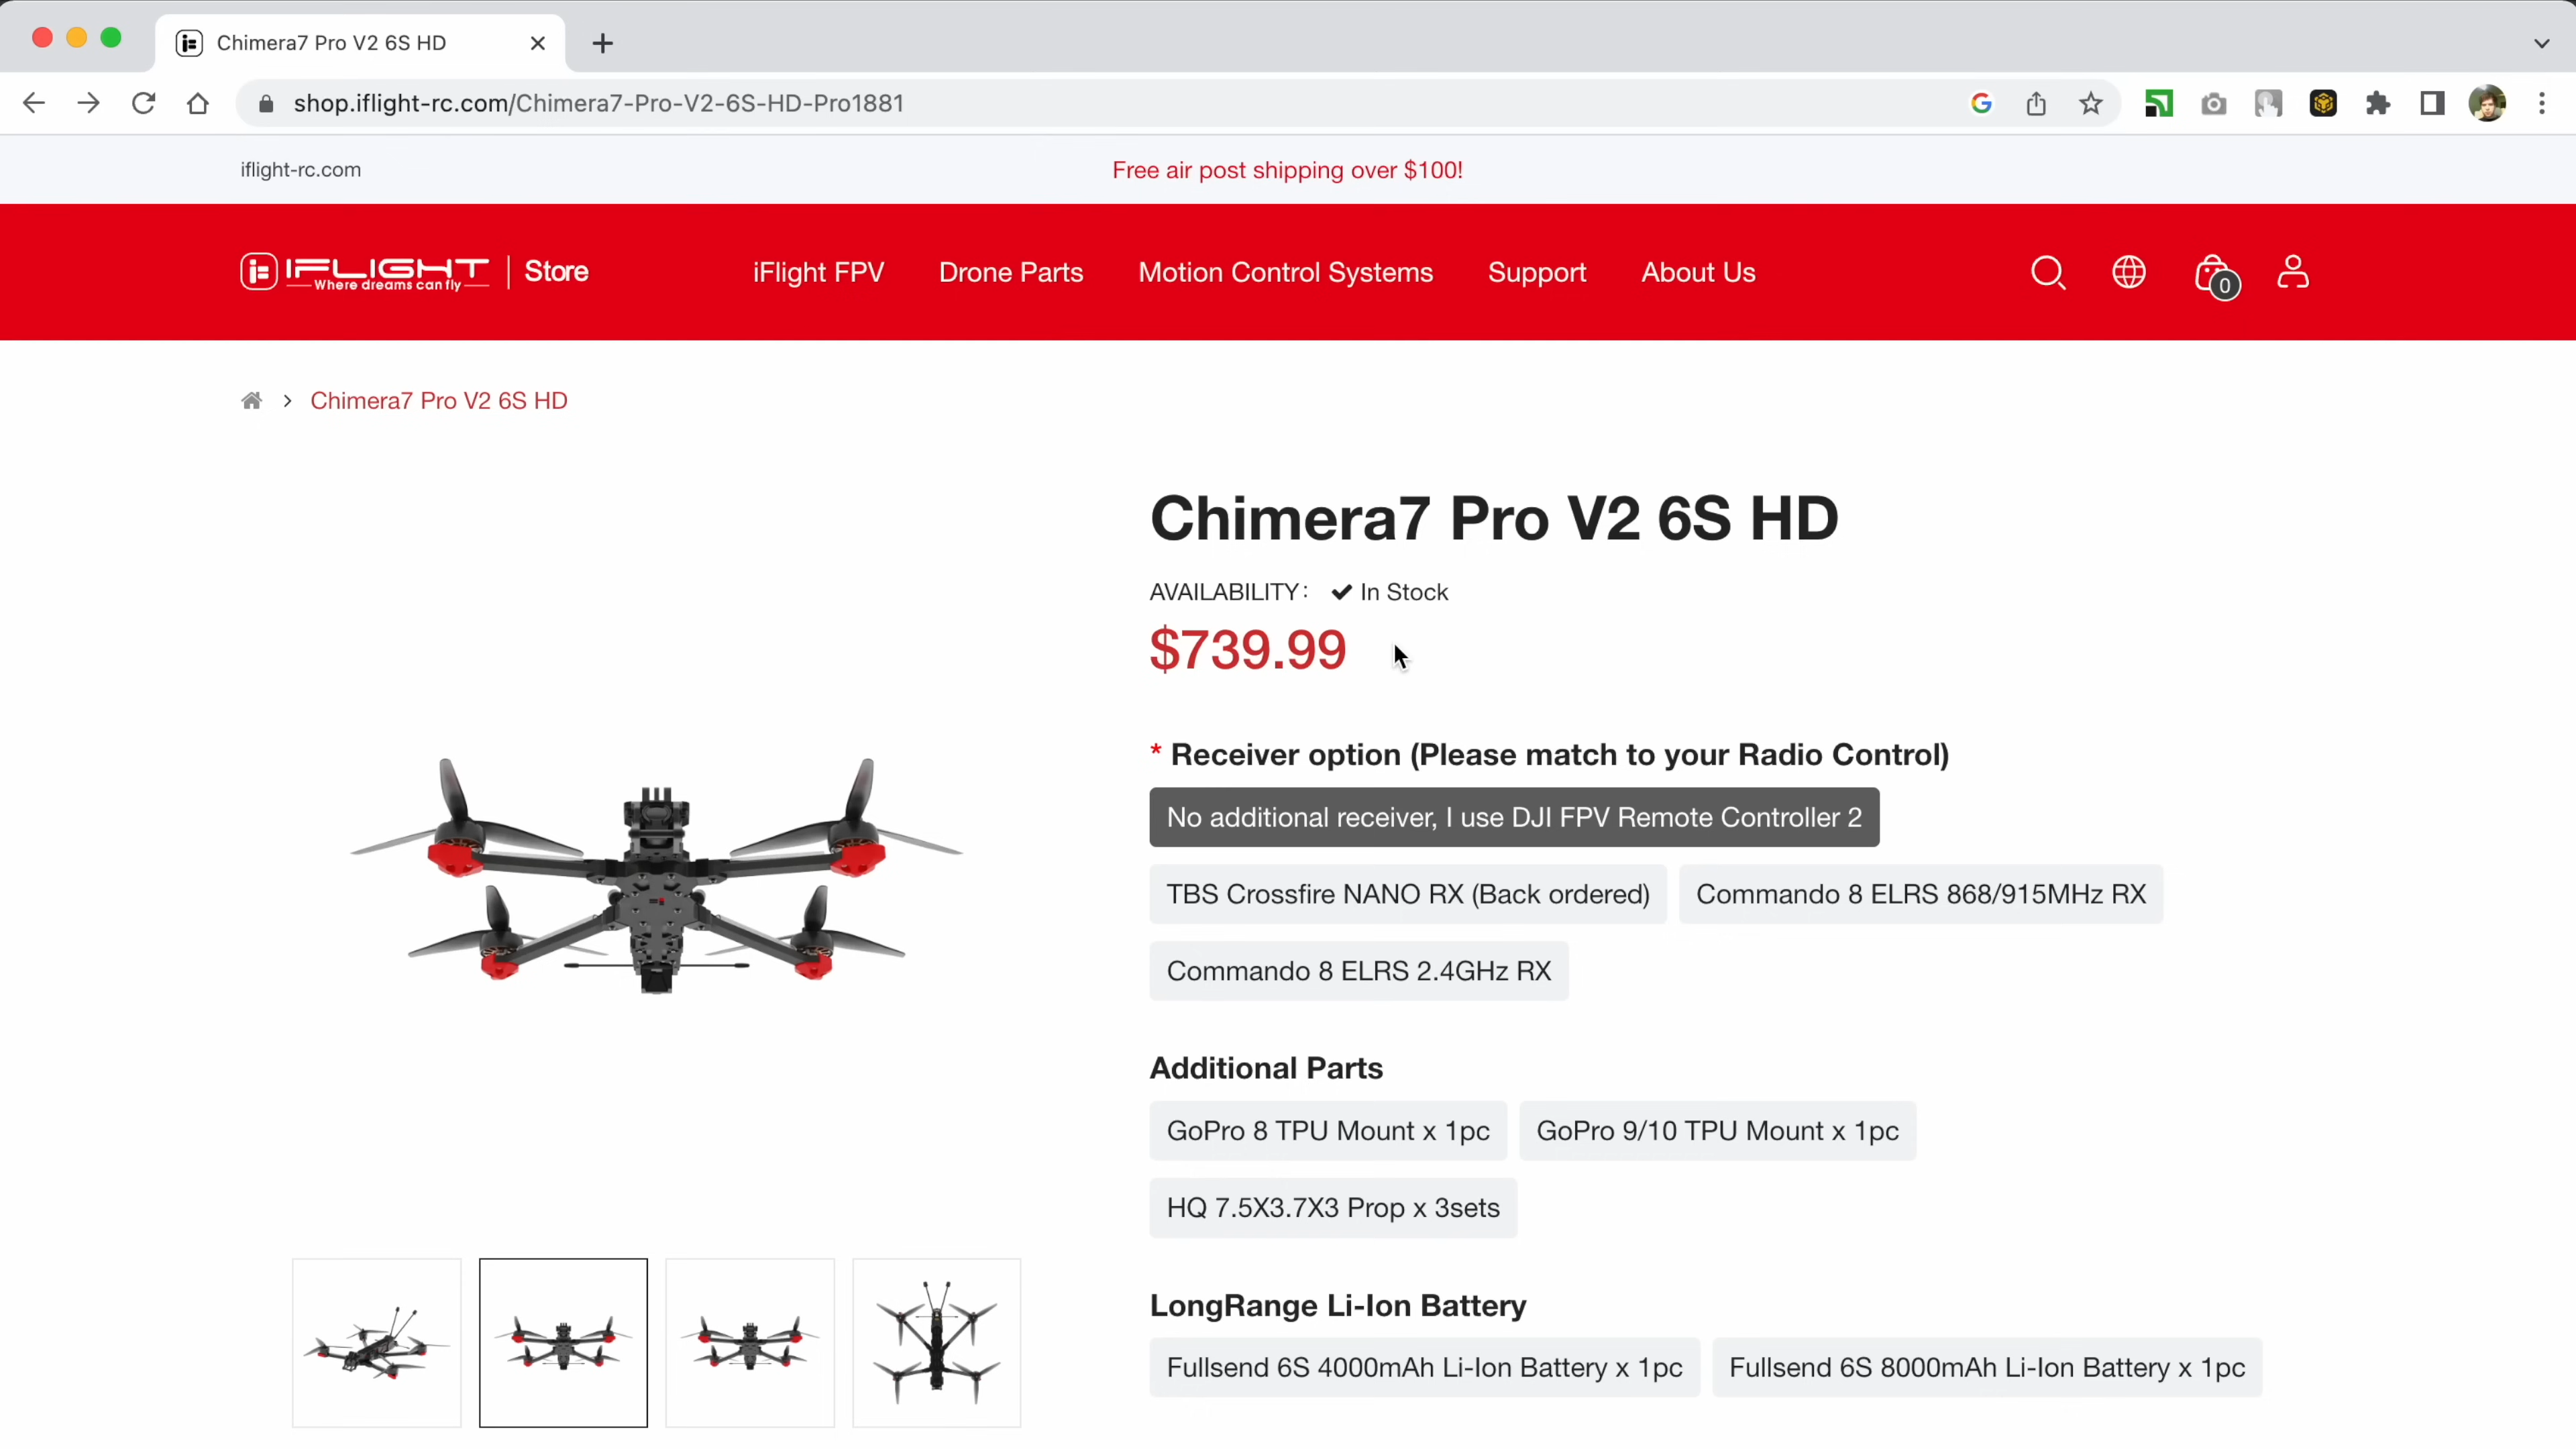 Chimera7 Pro V2 6S HD
shop.iflight-rc.com/Chimera7-Pro-V2-6S-HD-Pro1881
iflight-rc.com
Free air post shipping over $100!
IFLIGHT
Where dreams can fly
Store
iFlight FPV
Drone Parts
Motion Control Systems
Support
About Us
0
Chimera7 Pro V2 6S HD
Chimera7 Pro V2 6S HD
AVAILABILITY: In Stock
$739.99
* Receiver option (Please match to your Radio Control)
No additional receiver, I use DJI FPV Remote Controller 2
TBS Crossfire NANO RX (Back ordered)
Commando 8 ELRS 868/915MHz RX
Commando 8 ELRS 2.4GHz RX
Additional Parts
GoPro 8 TPU Mount x 1pc
GoPro 9/10 TPU Mount x 1pc
HQ 7.5X3.7X3 Prop x 3sets
LongRange Li-Ion Battery
Fullsend 6S 4000mAh Li-Ion Battery x 1pc
Fullsend 6S 8000mAh Li-Ion Battery x 1pc